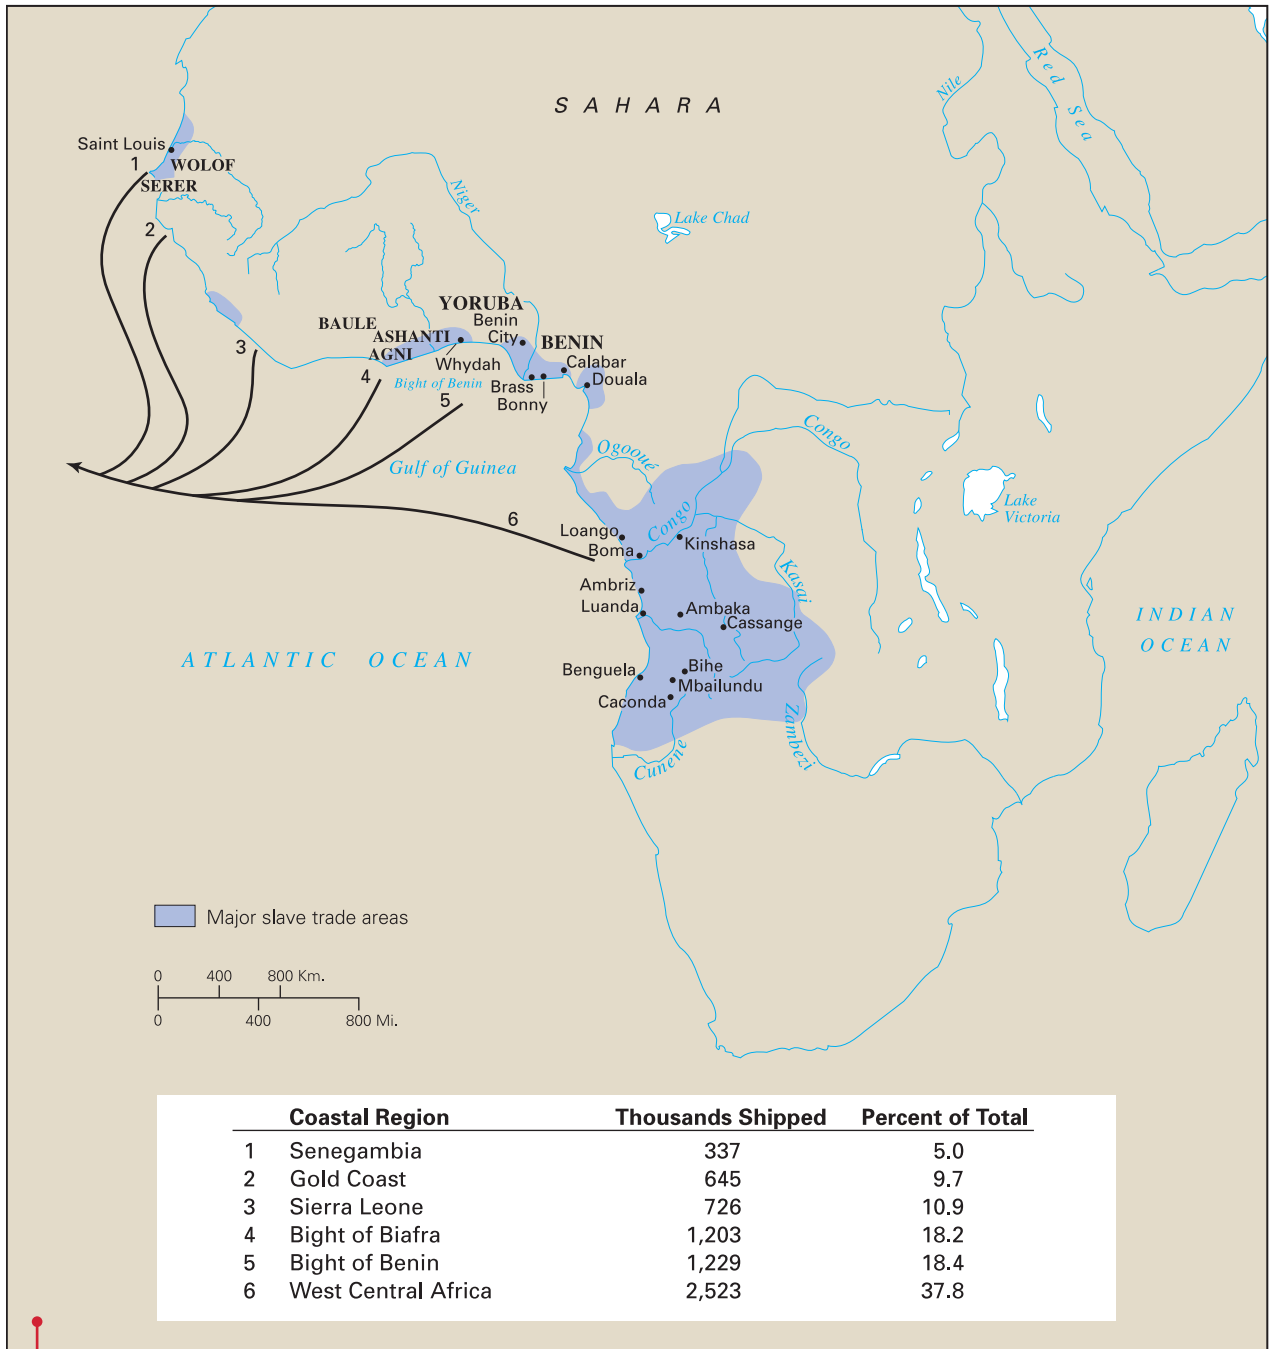 SAHARA
Nile
Red Sea
Saint Louis
1
WOLOF
SERER
2
Niger
Lake Chad
YORUBA
Benin
City
BAULE
ASHANTI
AGNI
BENIN
3
Whydah
Calabar
Douala
4
Bight of Benin
Brass
Bonny
5
Congo
Ogooué
Gulf of Guinea
Lake
Victoria
6
Congo
Loango
Boma
Kinshasa
Kasai
Ambriz
Luanda
Ambaka
Cassange
INDIAN
OCEAN
ATLANTIC OCEAN
Benguela
Bihe
Mbailundu
Caconda
Zambezi
Cunene
Major slave trade areas
0 400 800 Km.
0 400 800 Mi.
Coastal Region Thousands Shipped Percent of Total
1 Senegambia 337 5.0
2 Gold Coast 645 9.7
3 Sierra Leone 726 10.9
4 Bight of Biafra 1,203 18.2
5 Bight of Benin 1,229 18.4
6 West Central Africa 2,523 37.8